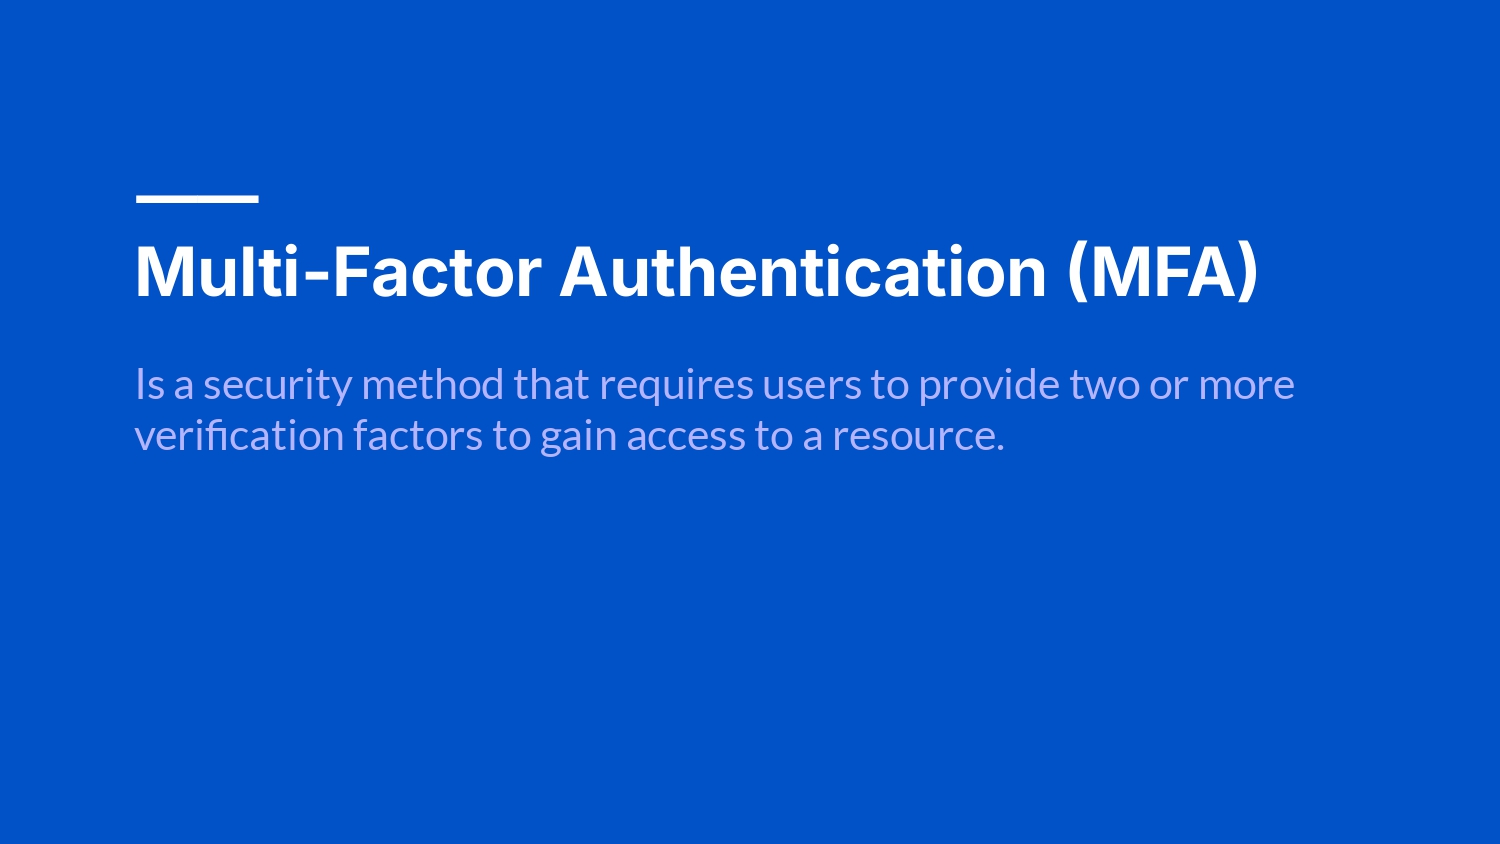 Multi-Factor Authentication (MFA)
Is a security method that requires users to provide two or more
verification factors to gain access to a resource.